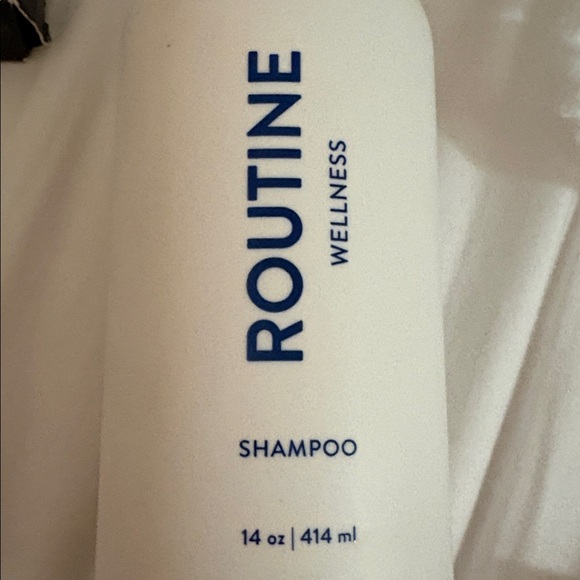 ROUTINE
WELLNESS
SHAMPOO
14 oz | 414 ml